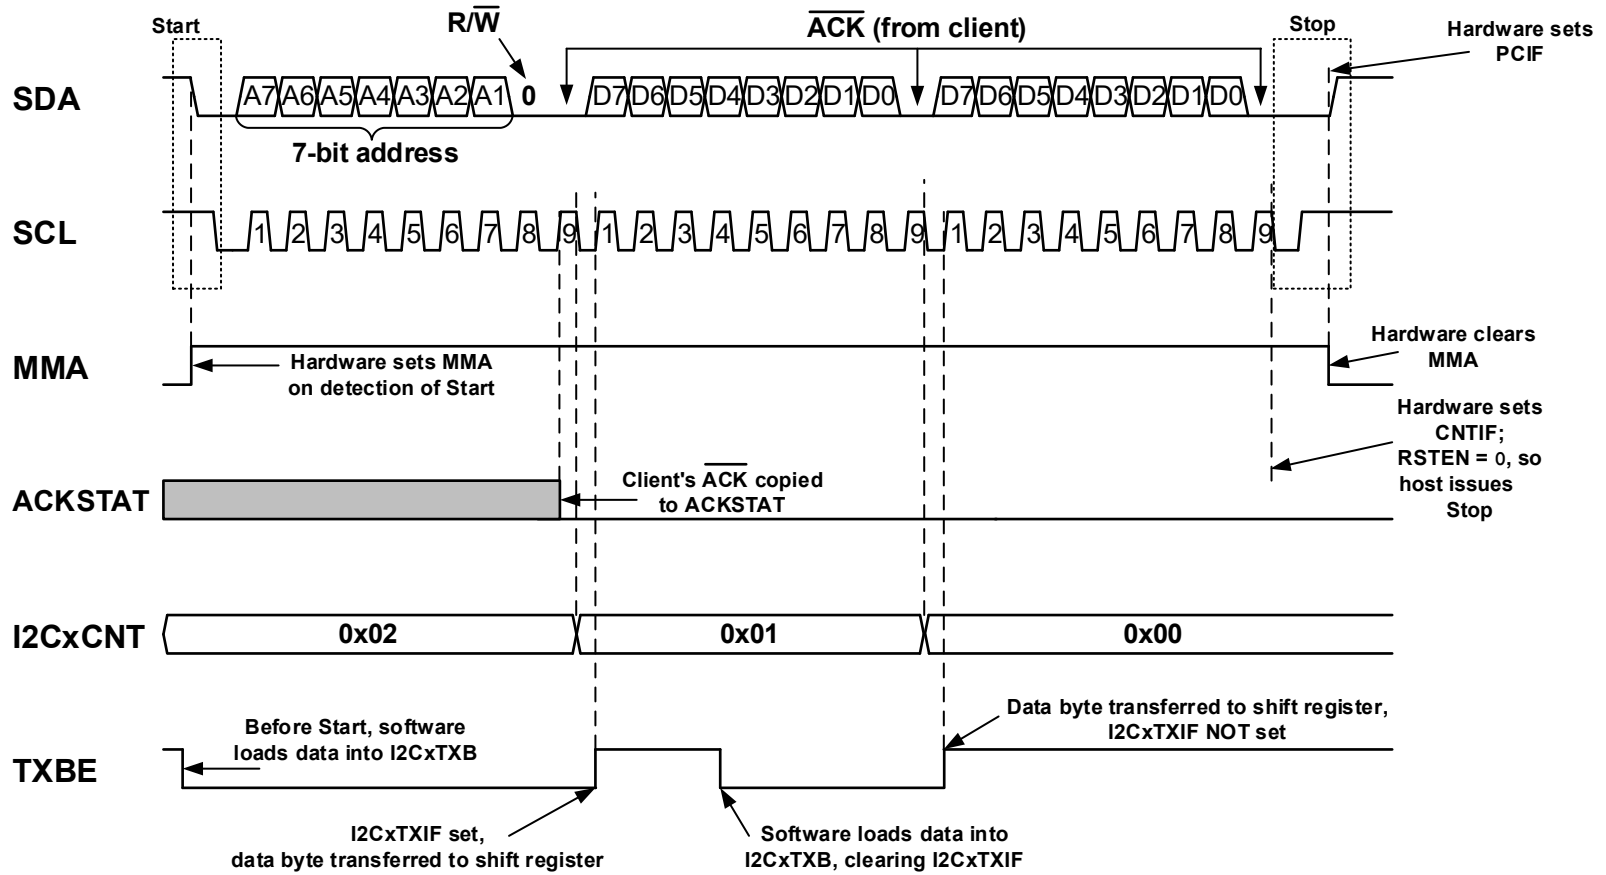 Start
R/W
ACK (from client)
Stop
Hardware sets
PCIF
SDA
A7 A6 A5 A4 A3 A2 A1 0 D7 D6 D5 D4 D3 D2 D1 D0 D7 D6 D5 D4 D3 D2 D1 D0
7-bit address
SCL
1 2 3 4 5 6 7 8 9 1 2 3 4 5 6 7 8 9 1 2 3 4 5 6 7 8 9
MMA
Hardware sets MMA
on detection of Start
Hardware clears
MMA
Hardware sets
CNTIF;
RSTEN = 0, so
host issues
Stop
ACKSTAT
Client's ACK copied
to ACKSTAT
I2CxCNT
0x02 0x01 0x00
TXBE
Before Start, software
loads data into I2CxTXB
Data byte transferred to shift register,
I2CxTXIF NOT set
I2CxTXIF set,
data byte transferred to shift register
Software loads data into
I2CxTXB, clearing I2CxTXIF